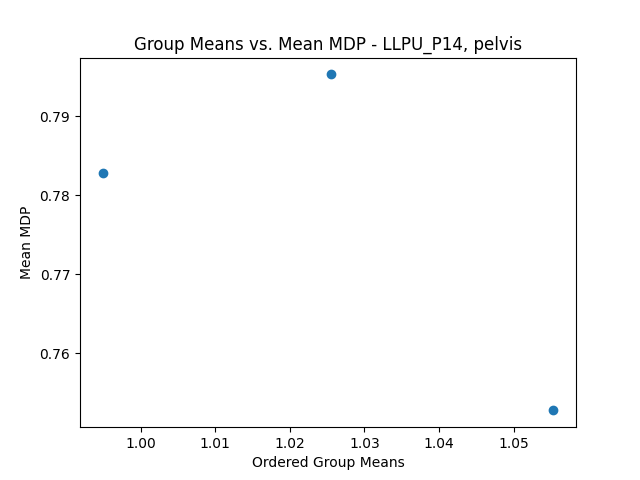 Group Means vs. Mean MDP - LLPU_P14, pelvis
Mean MDP
0.79
0.78
0.77
0.76
1.00 1.01 1.02 1.03 1.04 1.05
Ordered Group Means